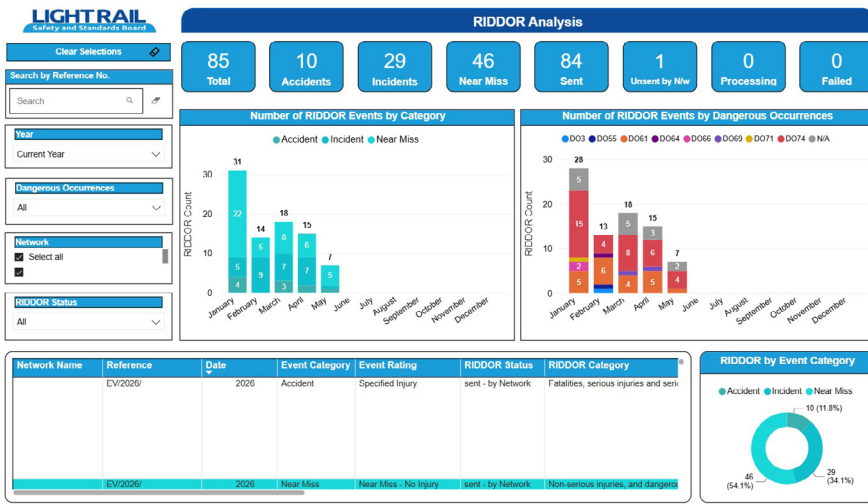 LIGHTRAIL
Safety and Standards Board
RIDDOR Analysis
Clear Selections
85 Total
10 Accidents
29 Incidents
46 Near Miss
84 Sent
1 Unsent by N/w
0 Processing
0 Failed
Search by Reference No.
Search
Year
Current Year
Dangerous Occurrences
All
Network
Select all
RIDDOR Status
All
Number of RIDDOR Events by Category
Accident Incident Near Miss
RIDDOR Count
30
20
10
0
31
22
5
4
14
5
9
18
8
7
3
15
6
7
7
5
January February March April May June July August September October November December
Number of RIDDOR Events by Dangerous Occurrences
DO3 DO55 DO61 DO64 DO66 DO69 DO71 DO74 N/A
RIDDOR Count
30
20
10
0
28
5
15
2
5
13
4
6
18
5
8
4
15
3
6
5
7
2
4
January February March April May June July August September October November December
Network Name Reference Date Event Category Event Rating RIDDOR Status RIDDOR Category
EV/2026/ 2026 Accident Specified Injury sent - by Network Fatalities, serious injuries and seri
EV/2026/ 2026 Near Miss Near Miss - No Injury sent - by Network Non-serious injuries, and dangerou
RIDDOR by Event Category
Accident Incident Near Miss
10 (11.8%)
29 (34.1%)
46 (54.1%)